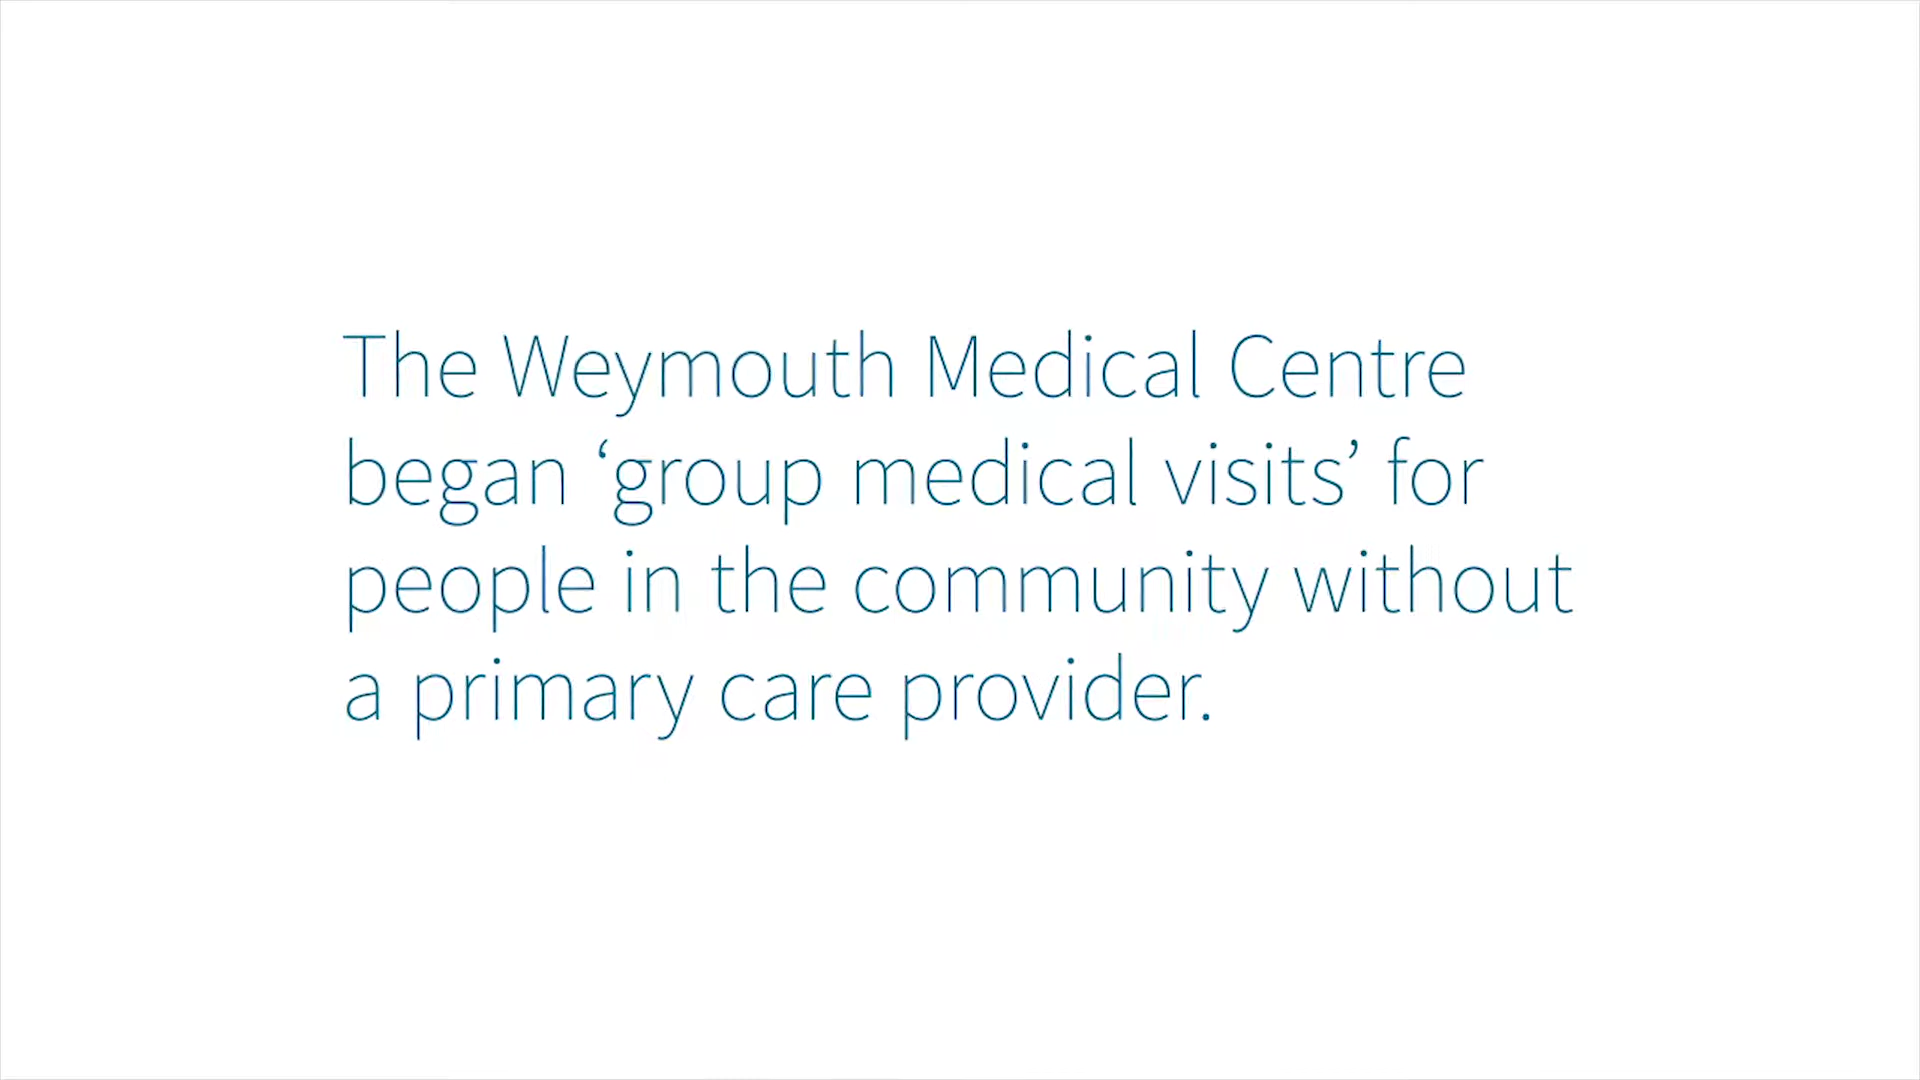 The Weymouth Medical Centre
began ‘group medical visits’ for
people in the community without
a primary care provider.